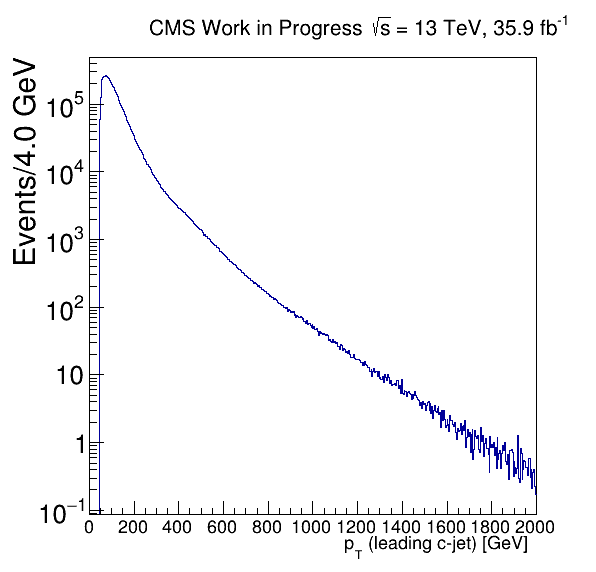 CMS Work in Progress √s = 13 TeV, 35.9 fb⁻¹
Events/4.0 GeV
10⁵
10⁴
10³
10²
10
1
10⁻¹
0 200 400 600 800 1000 1200 1400 1600 1800 2000
p_T (leading c-jet) [GeV]